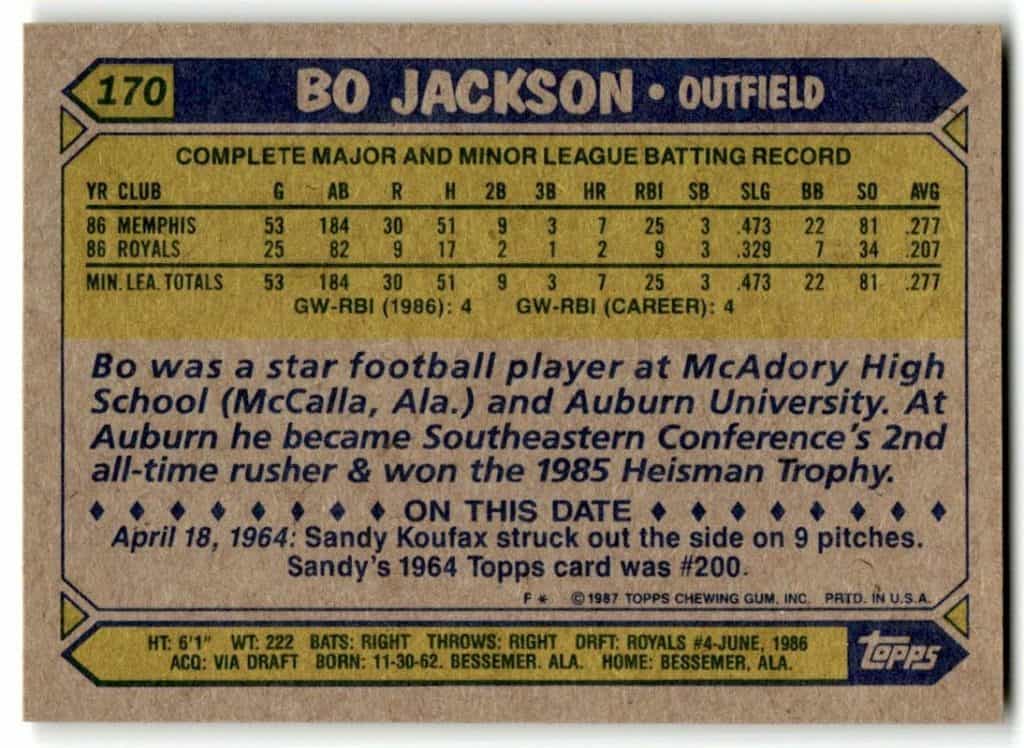 170 BO JACKSON • OUTFIELD
COMPLETE MAJOR AND MINOR LEAGUE BATTING RECORD
YR CLUB G AB R H 2B 3B HR RBI SB SLG BB SO AVG
86 MEMPHIS 53 184 30 51 9 3 7 25 3 .473 22 81 .277
86 ROYALS 25 82 9 17 2 1 2 9 3 .329 7 34 .207
MIN. LEA. TOTALS 53 184 30 51 9 3 7 25 3 .473 22 81 .277
GW-RBI (1986): 4 GW-RBI (CAREER): 4
Bo was a star football player at McAdory High
School (McCalla, Ala.) and Auburn University. At
Auburn he became Southeastern Conference's 2nd
all-time rusher & won the 1985 Heisman Trophy.
♦ ♦ ♦ ♦ ♦ ♦ ♦ ♦ ON THIS DATE ♦ ♦ ♦ ♦ ♦ ♦ ♦ ♦
April 18, 1964: Sandy Koufax struck out the side on 9 pitches.
Sandy's 1964 Topps card was #200.
F * © 1987 TOPPS CHEWING GUM, INC. PRTD. IN U.S.A.
HT: 6'1" WT: 222 BATS: RIGHT THROWS: RIGHT DRFT: ROYALS #4-JUNE, 1986
ACQ: VIA DRAFT BORN: 11-30-62, BESSEMER, ALA. HOME: BESSEMER, ALA.
topps